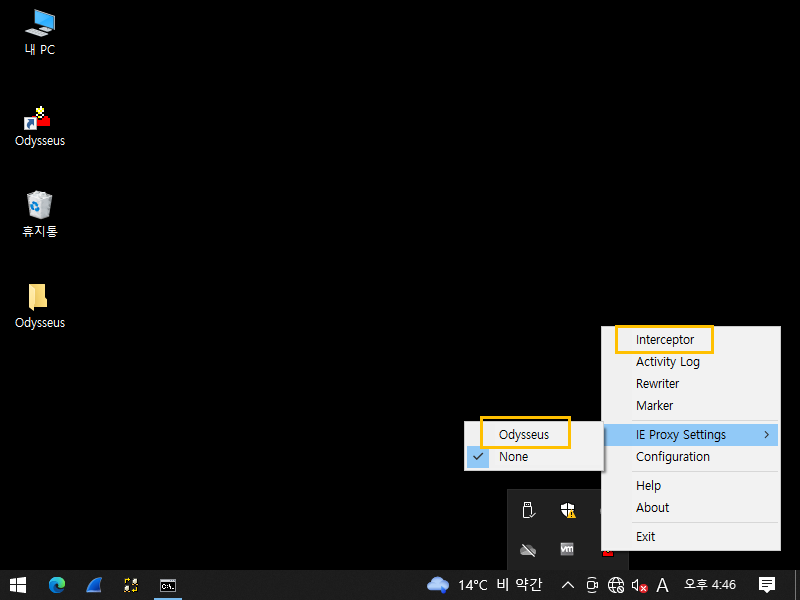 내 PC
Odysseus
휴지통
Odysseus
Interceptor
Activity Log
Rewriter
Marker
IE Proxy Settings
Configuration
Help
About
Exit
Odysseus
None
vm
C:\.
14°C 비 약간
A
오후 4:46